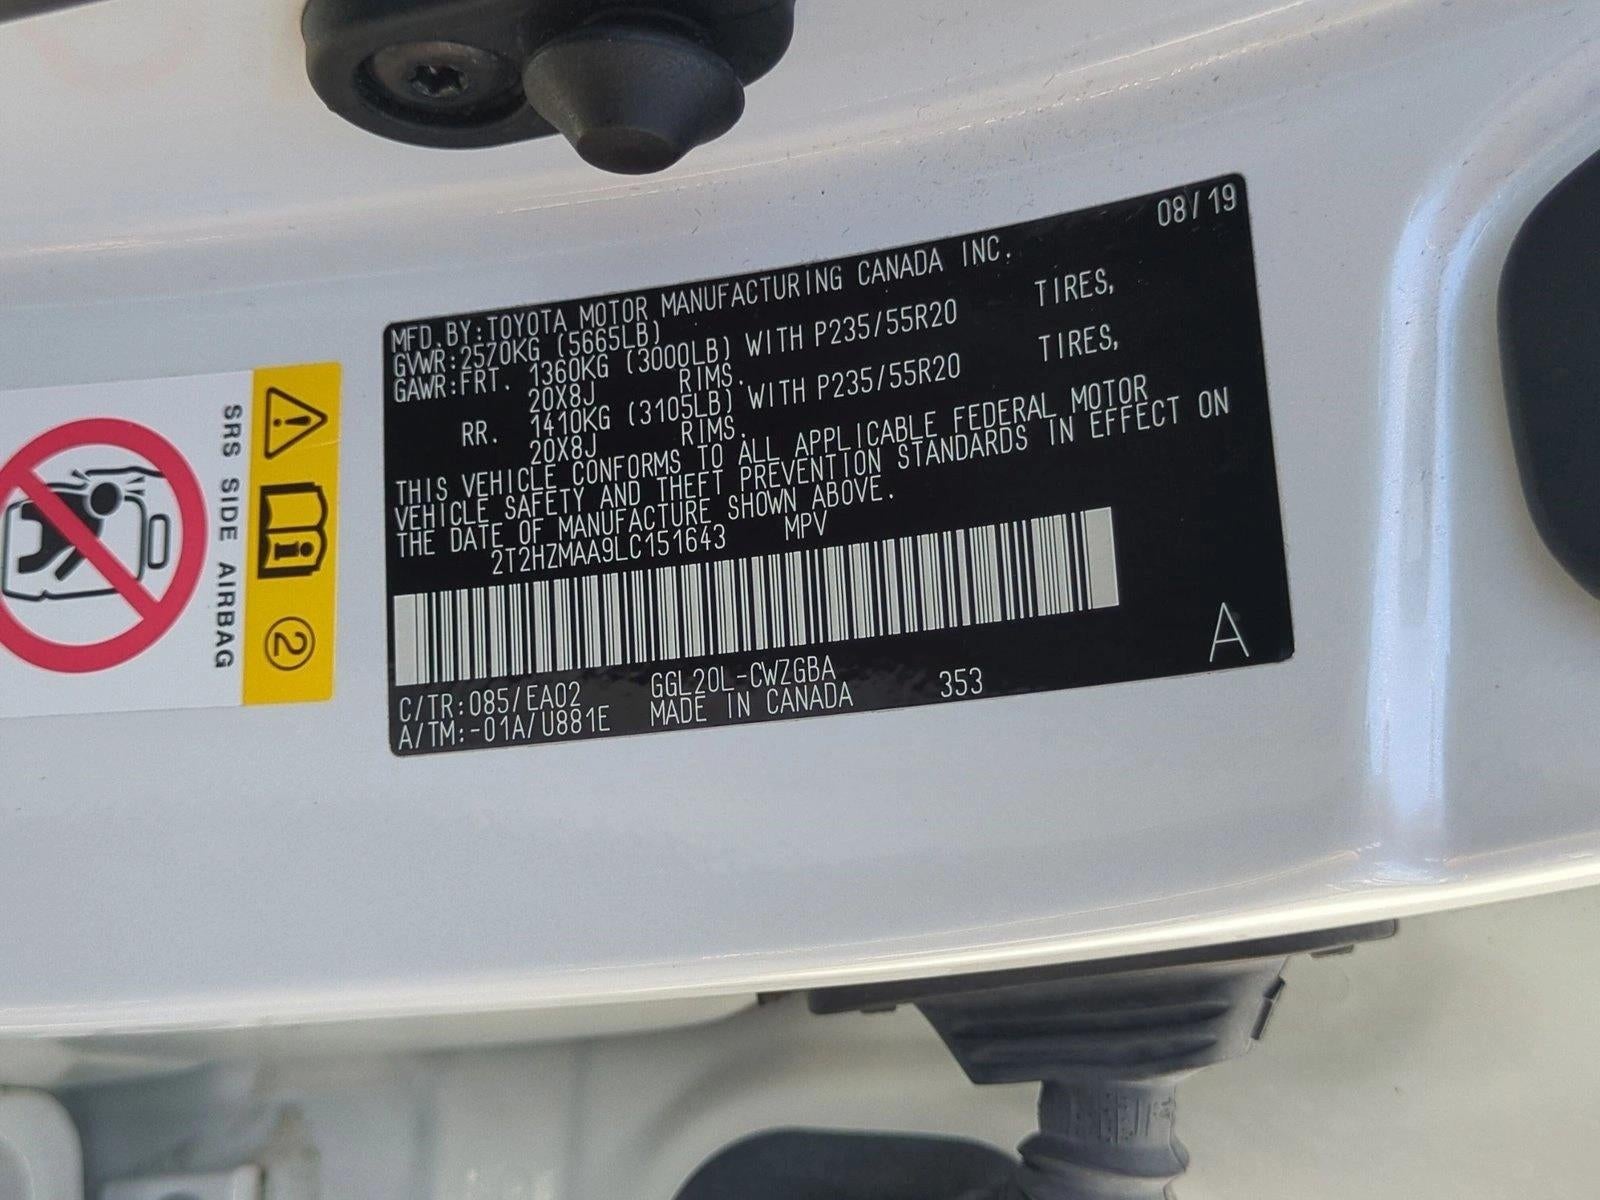 08/19
MFD.BY:TOYOTA MOTOR MANUFACTURING CANADA INC.
GVWR:2570KG (5665LB)
GAWR:FRT. 1360KG (3000LB) WITH P235/55R20 TIRES,
20X8J RIMS.
RR. 1410KG (3105LB) WITH P235/55R20 TIRES,
20X8J RIMS.
THIS VEHICLE CONFORMS TO ALL APPLICABLE FEDERAL MOTOR
VEHICLE SAFETY AND THEFT PREVENTION STANDARDS IN EFFECT ON
THE DATE OF MANUFACTURE SHOWN ABOVE.
2T2HZMAA9LC151643 MPV
A
C/TR:085/EA02 GGL20L-CWZGBA
A/TM:-01A/U881E MADE IN CANADA 353
SRS SIDE AIRBAG
2